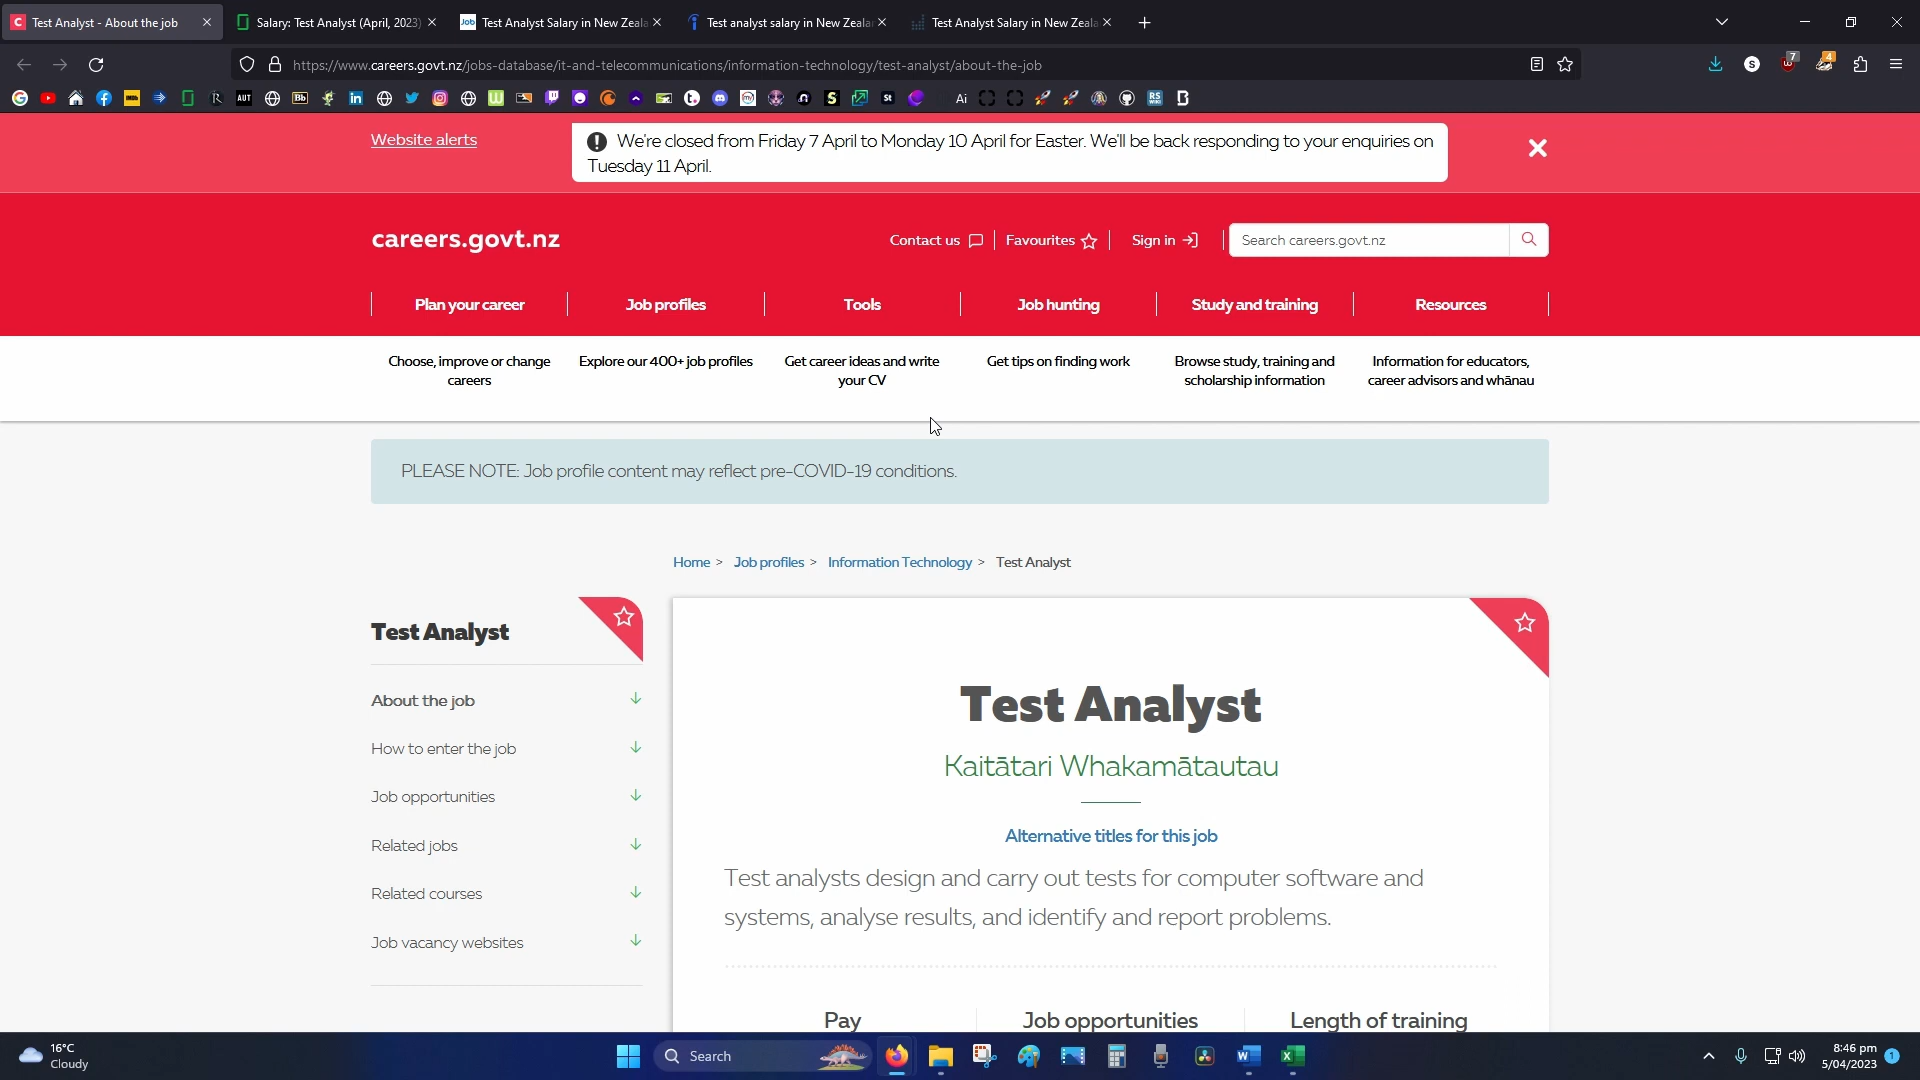 Test Analyst - About the job
Salary: Test Analyst (April, 2023)
Test Analyst Salary in New Zeala
Test analyst salary in New Zealan
Test Analyst Salary in New Zeala
https://www.careers.govt.nz/jobs-database/it-and-telecommunications/information-technology/test-analyst/about-the-job
Website alerts
We're closed from Friday 7 April to Monday 10 April for Easter. We'll be back responding to your enquiries on
Tuesday 11 April.
careers.govt.nz
Contact us
Favourites
Sign in
Search careers.govt.nz
Plan your career
Job profiles
Tools
Job hunting
Study and training
Resources
Choose, improve or change
careers
Explore our 400+ job profiles
Get career ideas and write
your CV
Get tips on finding work
Browse study, training and
scholarship information
Information for educators,
career advisors and whānau
PLEASE NOTE: Job profile content may reflect pre-COVID-19 conditions.
Home > Job profiles > Information Technology > Test Analyst
Test Analyst
About the job
How to enter the job
Job opportunities
Related jobs
Related courses
Job vacancy websites
Test Analyst
Kaitātari Whakamātautau
Alternative titles for this job
Test analysts design and carry out tests for computer software and
systems, analyse results, and identify and report problems.
Pay
Job opportunities
Length of training
16°C
Cloudy
Search
8:46 pm
5/04/2023
1